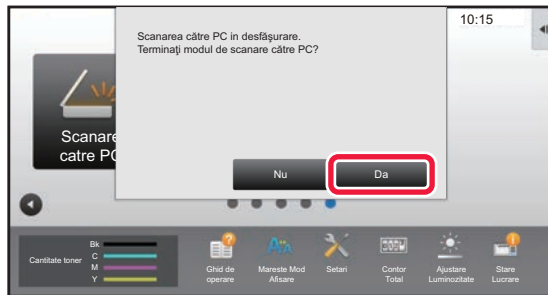 10:15
Scanarea către PC in desfăşurare.
Terminaţi modul de scanare către PC?
Scanare
catre PC
Nu
Da
Cantitate toner
Bk
C
M
Y
Ghid de
operare
Mareste Mod
Afisare
Setari
Contor
Total
Ajustare
Luminozitate
Stare
Lucrare